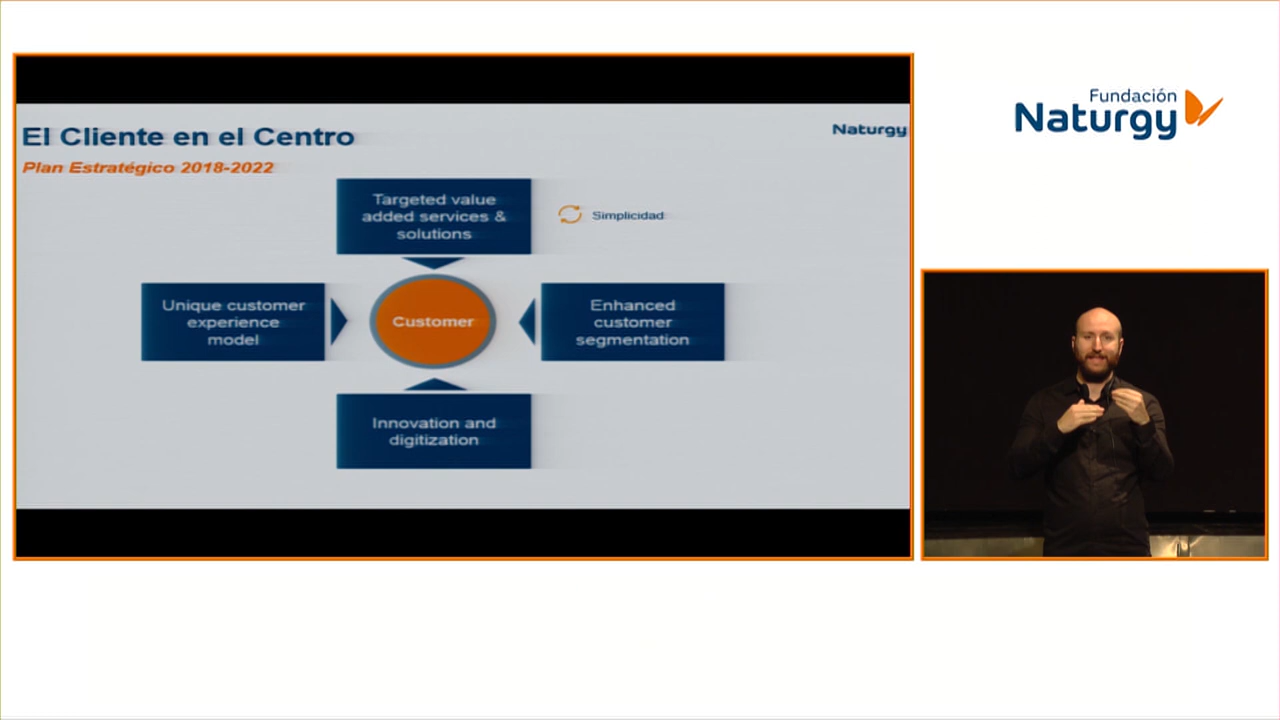 Fundación
Naturgy
El Cliente en el Centro
Naturgy
Plan Estratégico 2018-2022
Targeted value
added services &
solutions
Simplicidad
Unique customer
experience
model
Customer
Enhanced
customer
segmentation
Innovation and
digitization